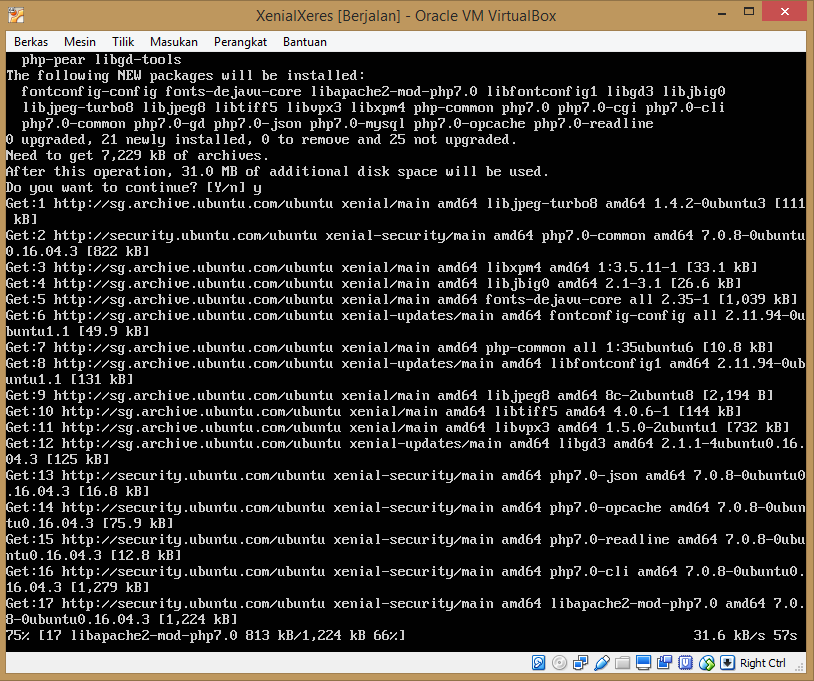 XenialXeres [Berjalan] - Oracle VM VirtualBox
Berkas Mesin Tilik Masukan Perangkat Bantuan
php-pear libgd-tools
The following NEW packages will be installed:
fontconfig-config fonts-dejavu-core libapache2-mod-php7.0 libfontconfig1 libgd3 libjbig0
libjpeg-turbo8 libjpeg8 libtiff5 libvpx3 libxpm4 php-common php7.0 php7.0-cgi php7.0-cli
php7.0-common php7.0-gd php7.0-json php7.0-mysql php7.0-opcache php7.0-readline
0 upgraded, 21 newly installed, 0 to remove and 25 not upgraded.
Need to get 7,229 kB of archives.
After this operation, 31.0 MB of additional disk space will be used.
Do you want to continue? [Y/n] y
Get:1 http://sg.archive.ubuntu.com/ubuntu xenial/main amd64 libjpeg-turbo8 amd64 1.4.2-0ubuntu3 [111
kB]
Get:2 http://security.ubuntu.com/ubuntu xenial-security/main amd64 php7.0-common amd64 7.0.8-0ubuntu
0.16.04.3 [822 kB]
Get:3 http://sg.archive.ubuntu.com/ubuntu xenial/main amd64 libxpm4 amd64 1:3.5.11-1 [33.1 kB]
Get:4 http://sg.archive.ubuntu.com/ubuntu xenial/main amd64 libjbig0 amd64 2.1-3.1 [26.6 kB]
Get:5 http://sg.archive.ubuntu.com/ubuntu xenial/main amd64 fonts-dejavu-core all 2.35-1 [1,039 kB]
Get:6 http://sg.archive.ubuntu.com/ubuntu xenial-updates/main amd64 fontconfig-config all 2.11.94-0u
buntu1.1 [49.9 kB]
Get:7 http://sg.archive.ubuntu.com/ubuntu xenial/main amd64 php-common all 1:35ubuntu6 [10.8 kB]
Get:8 http://sg.archive.ubuntu.com/ubuntu xenial-updates/main amd64 libfontconfig1 amd64 2.11.94-0ub
untu1.1 [131 kB]
Get:9 http://sg.archive.ubuntu.com/ubuntu xenial/main amd64 libjpeg8 amd64 8c-2ubuntu8 [2,194 B]
Get:10 http://sg.archive.ubuntu.com/ubuntu xenial/main amd64 libtiff5 amd64 4.0.6-1 [144 kB]
Get:11 http://sg.archive.ubuntu.com/ubuntu xenial/main amd64 libvpx3 amd64 1.5.0-2ubuntu1 [732 kB]
Get:12 http://sg.archive.ubuntu.com/ubuntu xenial-updates/main amd64 libgd3 amd64 2.1.1-4ubuntu0.16.
04.3 [125 kB]
Get:13 http://security.ubuntu.com/ubuntu xenial-security/main amd64 php7.0-json amd64 7.0.8-0ubuntu0
.16.04.3 [16.8 kB]
Get:14 http://security.ubuntu.com/ubuntu xenial-security/main amd64 php7.0-opcache amd64 7.0.8-0ubun
tu0.16.04.3 [75.9 kB]
Get:15 http://security.ubuntu.com/ubuntu xenial-security/main amd64 php7.0-readline amd64 7.0.8-0ubu
ntu0.16.04.3 [12.8 kB]
Get:16 http://security.ubuntu.com/ubuntu xenial-security/main amd64 php7.0-cli amd64 7.0.8-0ubuntu0.
16.04.3 [1,279 kB]
Get:17 http://security.ubuntu.com/ubuntu xenial-security/main amd64 libapache2-mod-php7.0 amd64 7.0.
8-0ubuntu0.16.04.3 [1,224 kB]
75% [17 libapache2-mod-php7.0 813 kB/1,224 kB 66%] 31.6 kB/s 57s
Right Ctrl